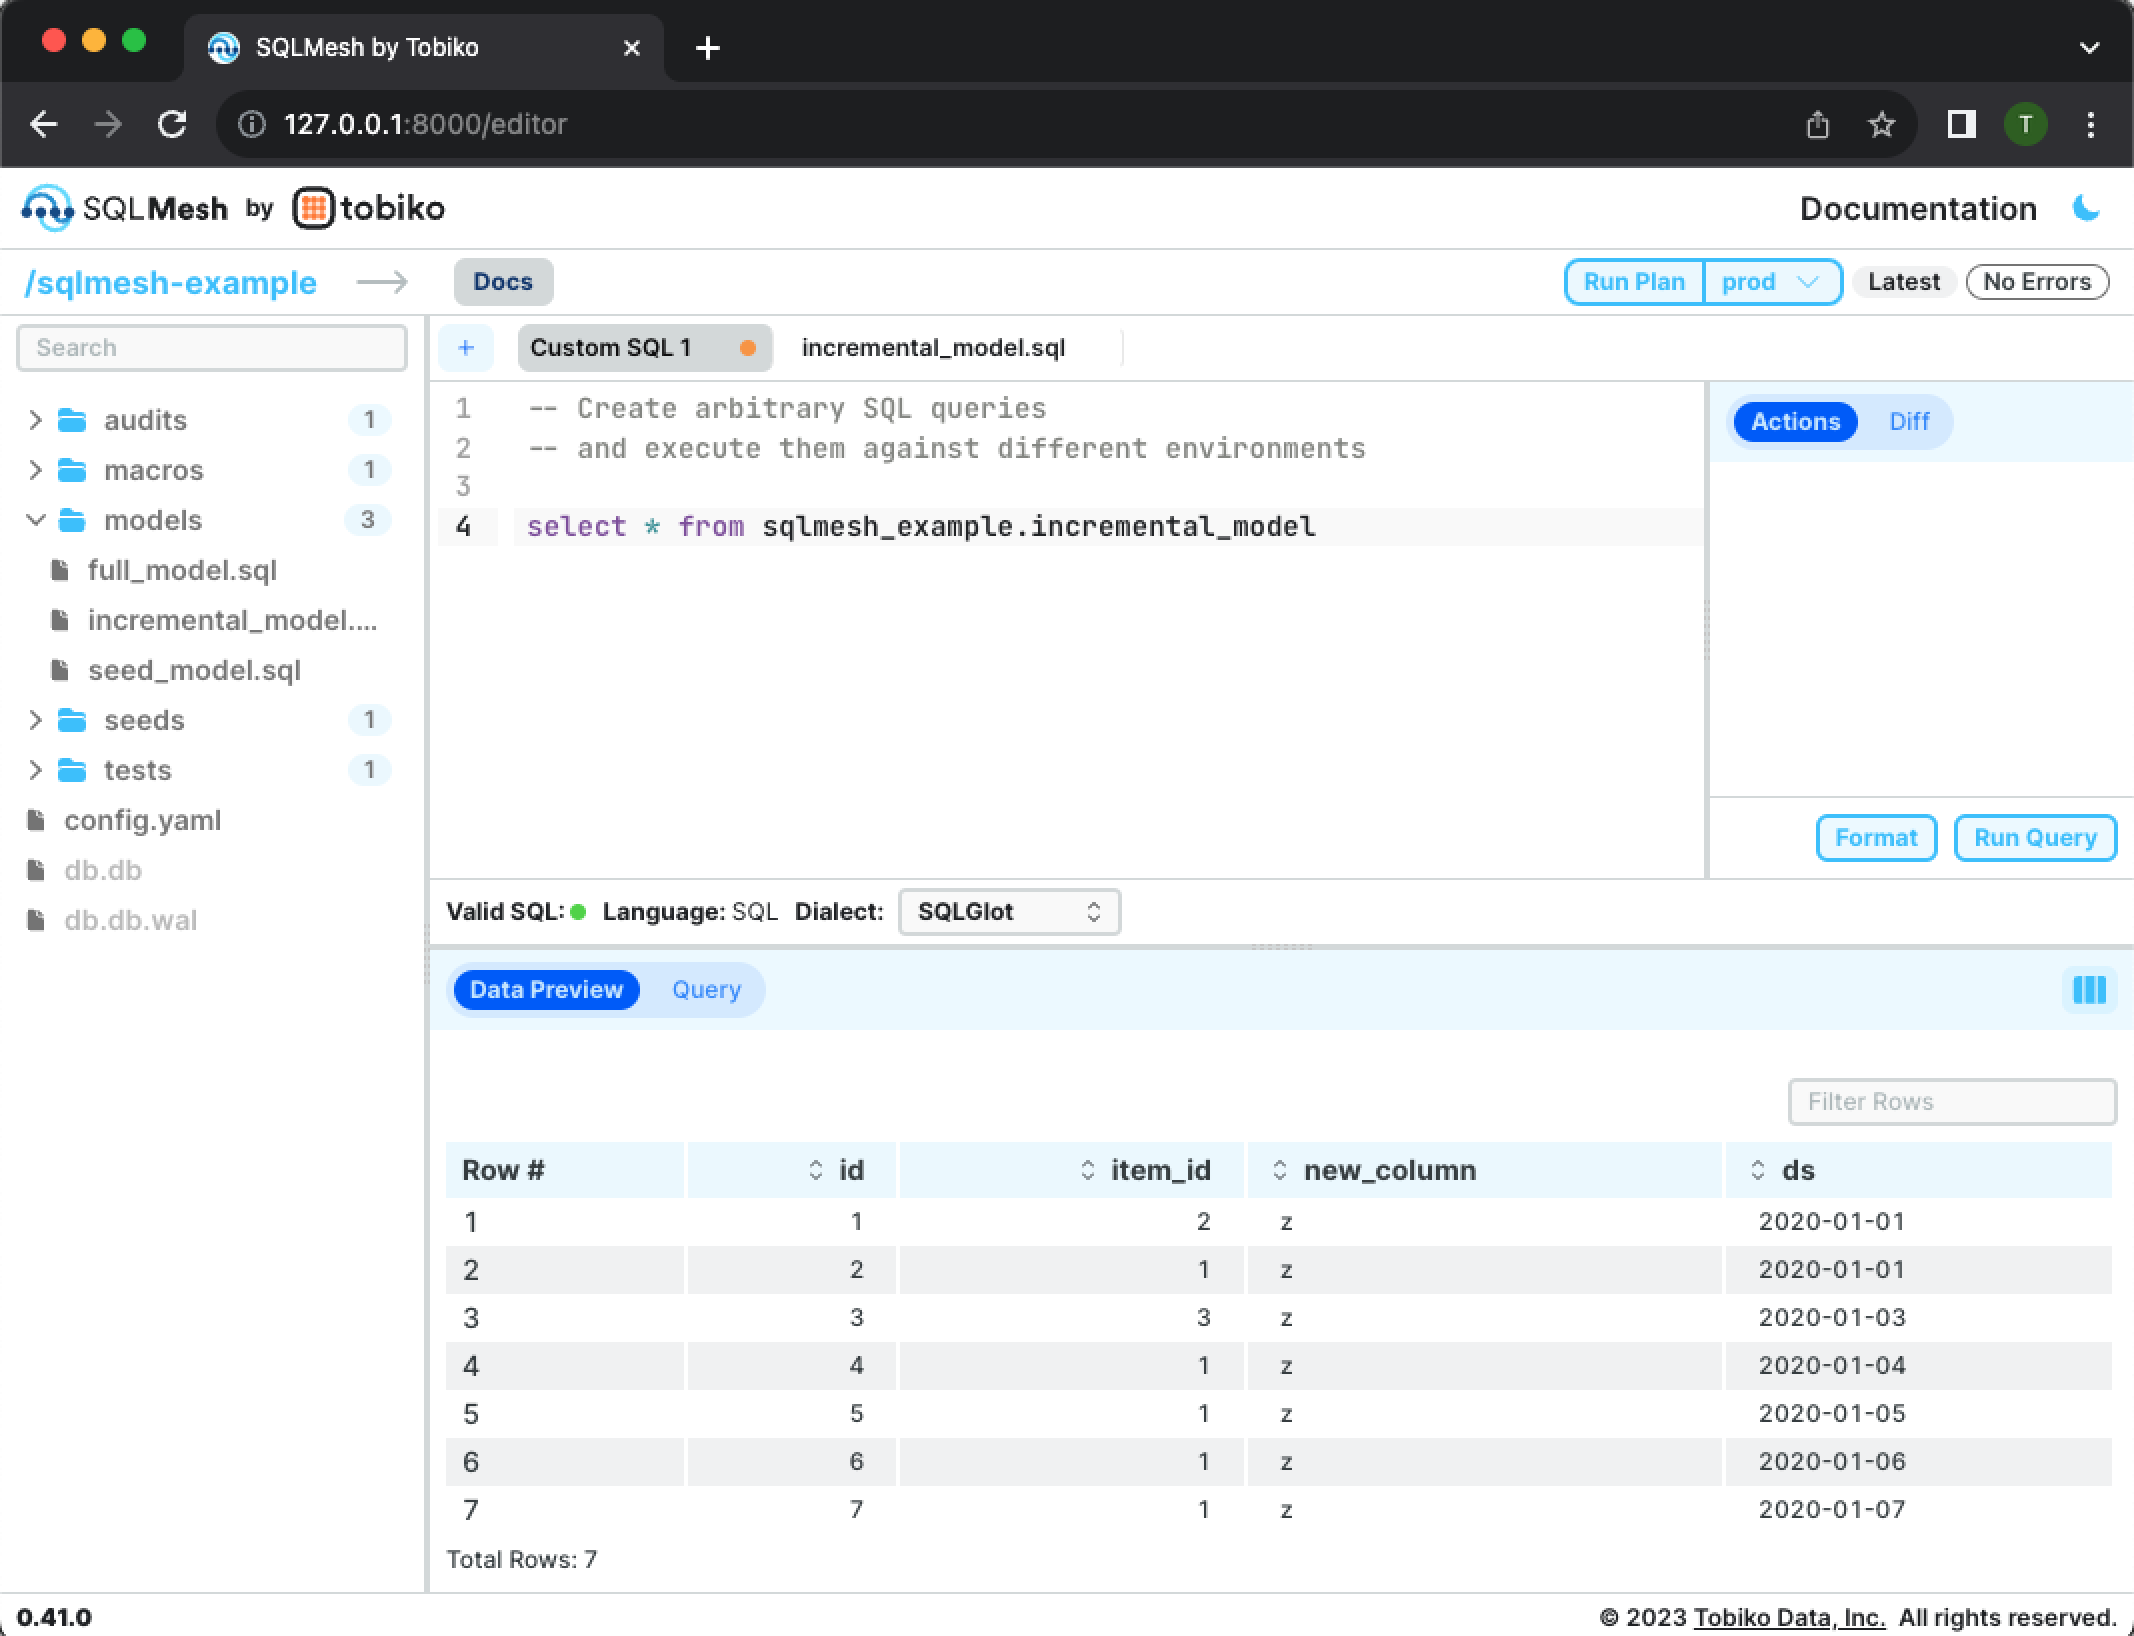 SQLMesh by Tobiko
127.0.0.1:8000/editor
T
SQLMesh by tobiko
Documentation
/sqlmesh-example
Docs
Run Plan
prod
Latest
No Errors
Search
+
Custom SQL 1
incremental_model.sql
audits 1
macros 1
models 3
full_model.sql
incremental_model....
seed_model.sql
seeds 1
tests 1
config.yaml
db.db
db.db.wal
1 -- Create arbitrary SQL queries
2 -- and execute them against different environments
3
4 select * from sqlmesh_example.incremental_model
Actions
Diff
Format
Run Query
Valid SQL: Language: SQL Dialect: SQLGlot
Data Preview
Query
Filter Rows
Row # id item_id new_column ds
1 1 2 z 2020-01-01
2 2 1 z 2020-01-01
3 3 3 z 2020-01-03
4 4 1 z 2020-01-04
5 5 1 z 2020-01-05
6 6 1 z 2020-01-06
7 7 1 z 2020-01-07
Total Rows: 7
0.41.0
© 2023 Tobiko Data, Inc. All rights reserved.